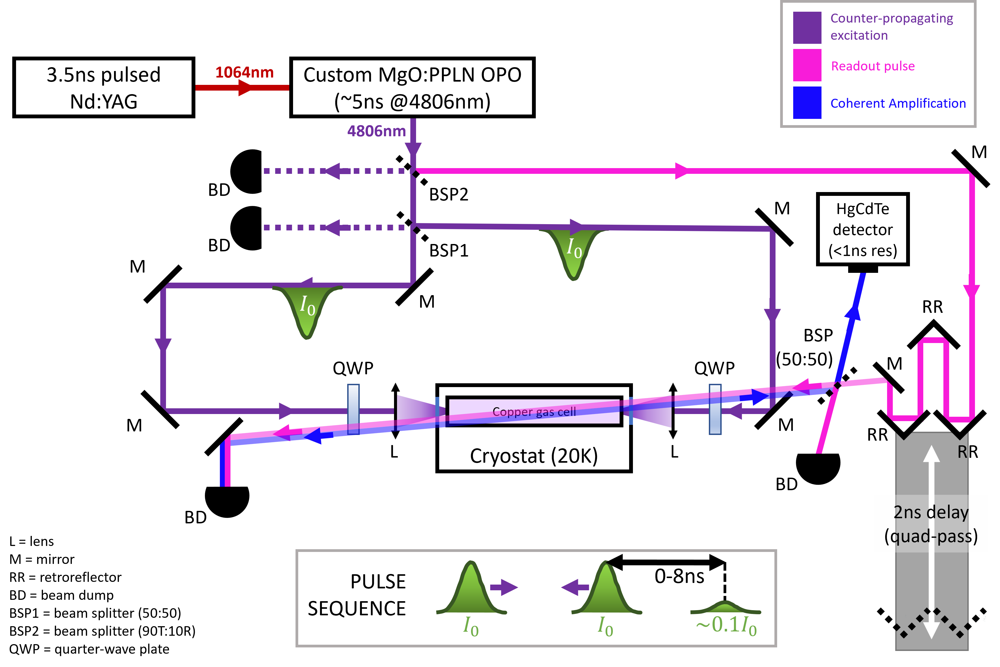 Counter-propagating
excitation
Readout pulse
Coherent Amplification
3.5ns pulsed
Nd:YAG
1064nm
Custom MgO:PPLN OPO
(~5ns @4806nm)
4806nm
M
BD
BSP2
HgCdTe
detector
(<1ns res)
M
BD
BSP1
I₀
M
I₀
M
RR
BSP
(50:50)
QWP
QWP
M
Copper gas cell
M
M
RR
RR
L
Cryostat (20K)
L
BD
BD
2ns delay
(quad-pass)
L = lens
M = mirror
RR = retroreflector
BD = beam dump
BSP1 = beam splitter (50:50)
BSP2 = beam splitter (90T:10R)
QWP = quarter-wave plate
PULSE
SEQUENCE
0-8ns
I₀
I₀
~0.1I₀